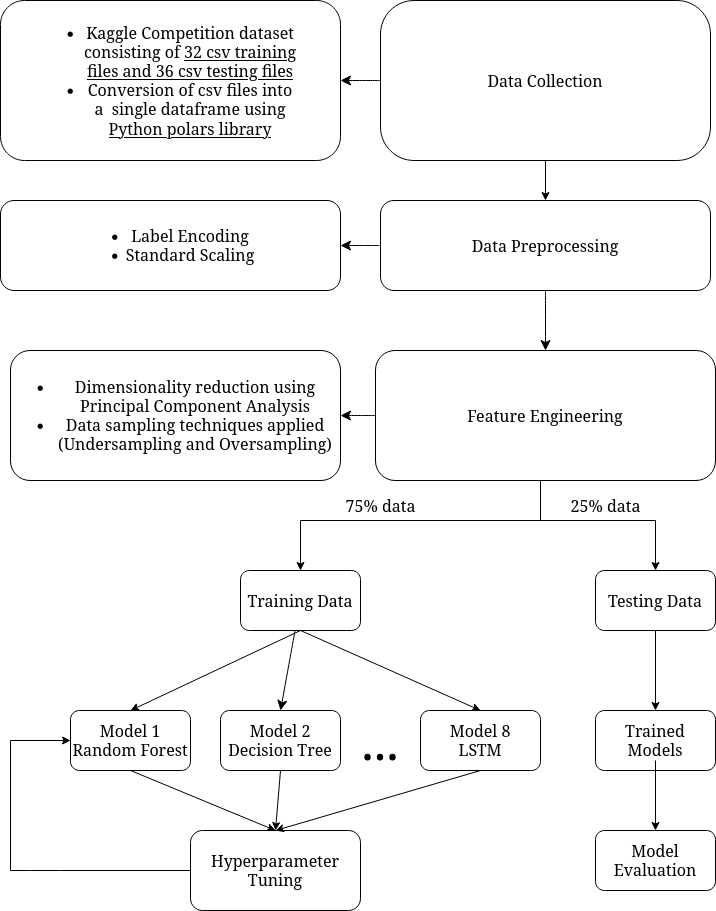 • Kaggle Competition dataset
consisting of 32 csv training
files and 36 csv testing files
• Conversion of csv files into
a single dataframe using
Python polars library
Data Collection
• Label Encoding
• Standard Scaling
Data Preprocessing
• Dimensionality reduction using
Principal Component Analysis
• Data sampling techniques applied
(Undersampling and Oversampling)
Feature Engineering
75% data
25% data
Training Data
Testing Data
Model 1
Random Forest
Model 2
Decision Tree
•••
Model 8
LSTM
Trained
Models
Hyperparameter
Tuning
Model
Evaluation